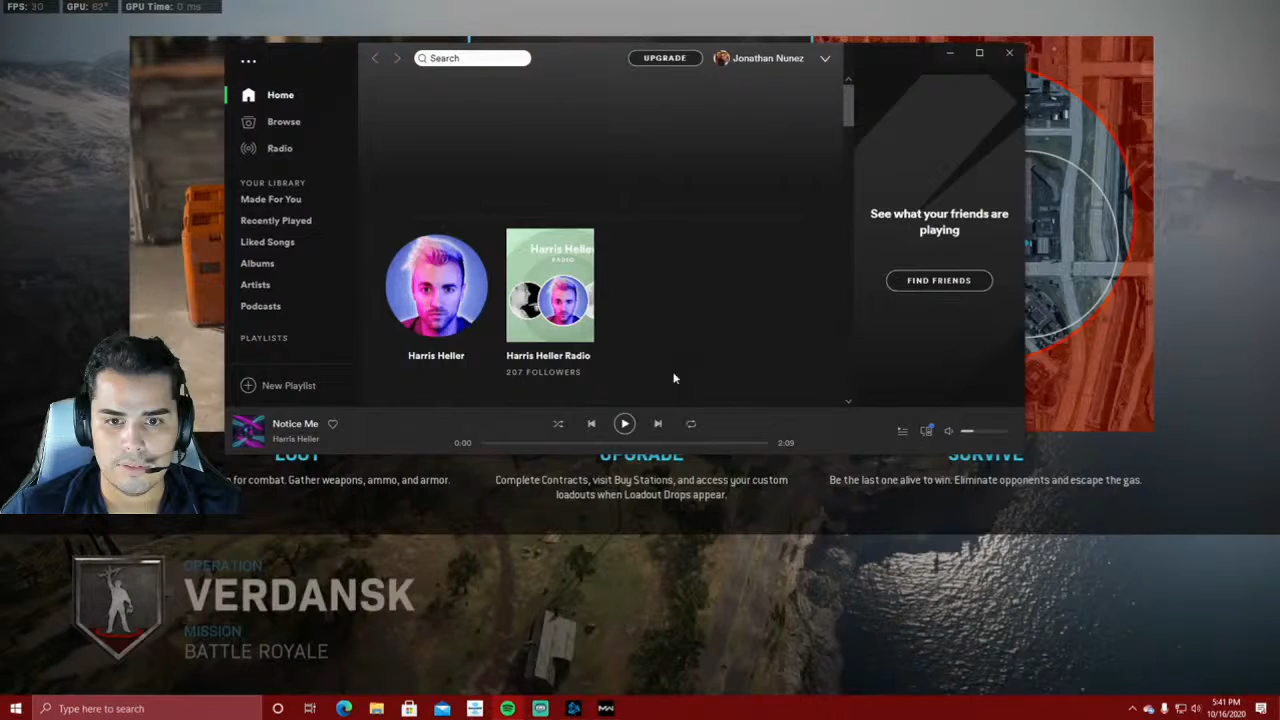 FPS: 30 GPU: 62° GPU Time: 0 ms
Search
UPGRADE
Jonathan Nunez
Home
Browse
Radio
YOUR LIBRARY
Made For You
Recently Played
Liked Songs
Albums
Artists
Podcasts
PLAYLISTS
New Playlist
Harris Heller
RADIO
Harris Heller
Harris Heller Radio
207 FOLLOWERS
See what your friends are
playing
FIND FRIENDS
Notice Me
Harris Heller
0:00
2:09
LOOT
for combat. Gather weapons, ammo, and armor.
UPGRADE
Complete Contracts, visit Buy Stations, and access your custom
loadouts when Loadout Drops appear.
SURVIVE
Be the last one alive to win. Eliminate opponents and escape the gas.
OPERATION
VERDANSK
MISSION
BATTLE ROYALE
Type here to search
MW
5:41 PM
10/16/2020